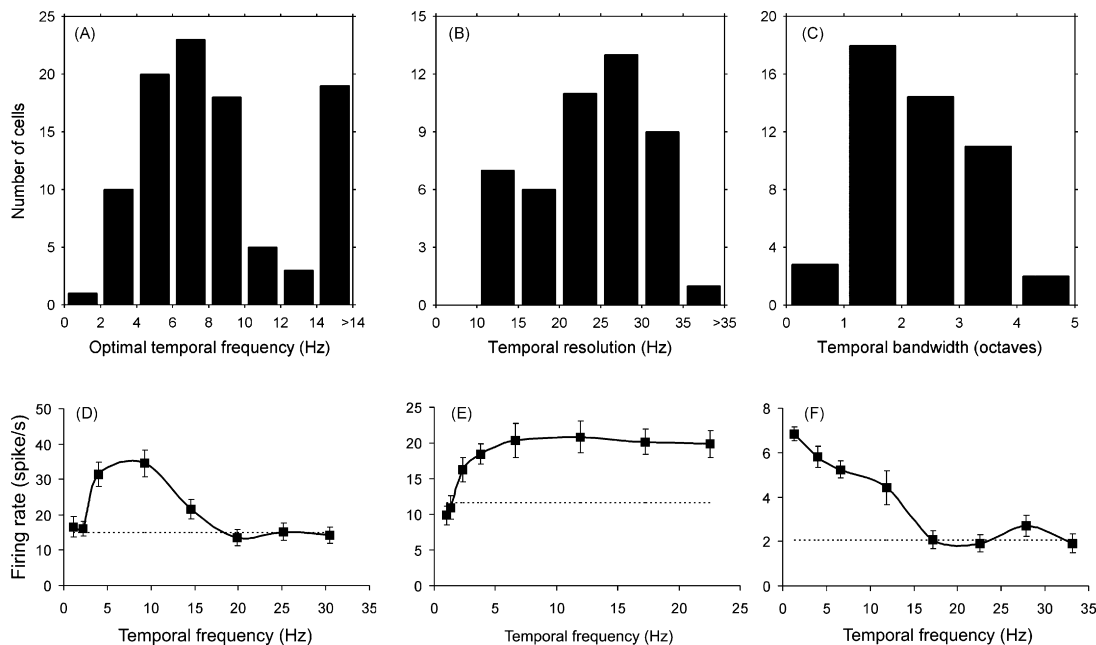 (A)
25
20
15
10
5
0
Number of cells
0 2 4 6 8 10 12 14 >14
Optimal temporal frequency (Hz)
(B)
15
12
9
6
3
0
10 15 20 25 30 35 >35
Temporal resolution (Hz)
(C)
20
16
12
8
4
0
0 1 2 3 4 5
Temporal bandwidth (octaves)
(D)
50
40
30
20
10
0
Firing rate (spike/s)
0 5 10 15 20 25 30 35
Temporal frequency (Hz)
(E)
25
20
15
10
5
0
0 5 10 15 20 25
Temporal frequency (Hz)
(F)
8
6
4
2
0
0 5 10 15 20 25 30 35
Temporal frequency (Hz)